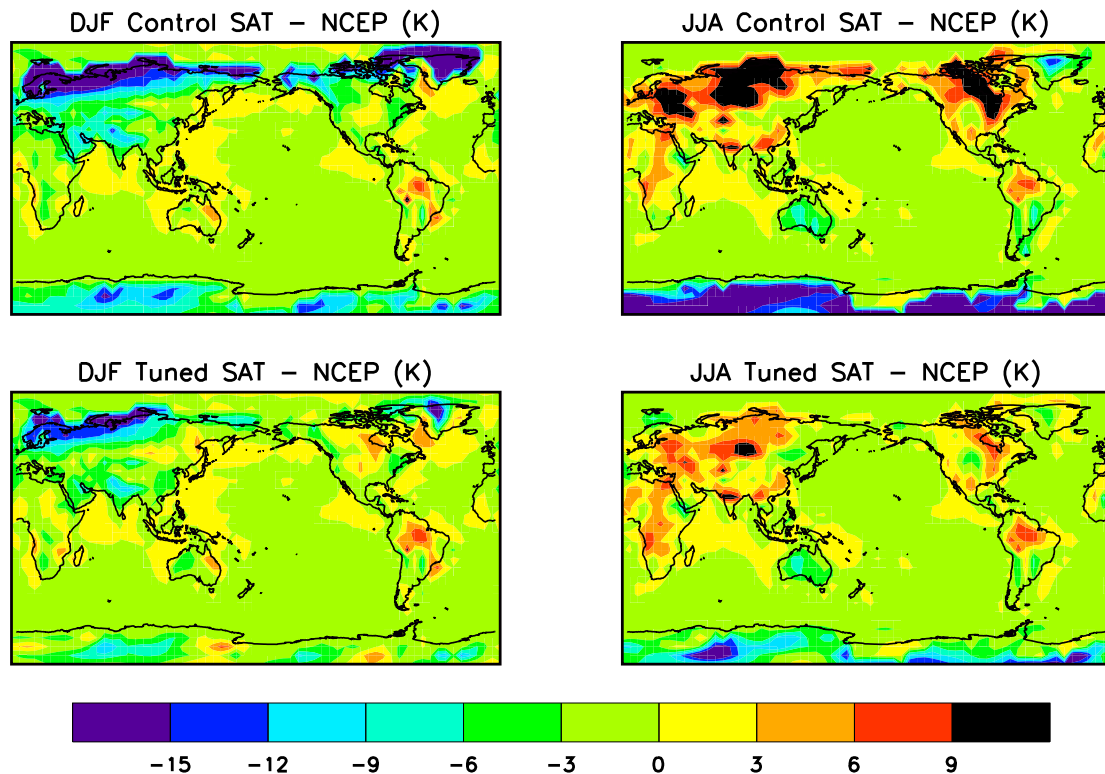 DJF Control SAT – NCEP (K)
JJA Control SAT – NCEP (K)
DJF Tuned SAT – NCEP (K)
JJA Tuned SAT – NCEP (K)
−15 −12 −9 −6 −3 0 3 6 9